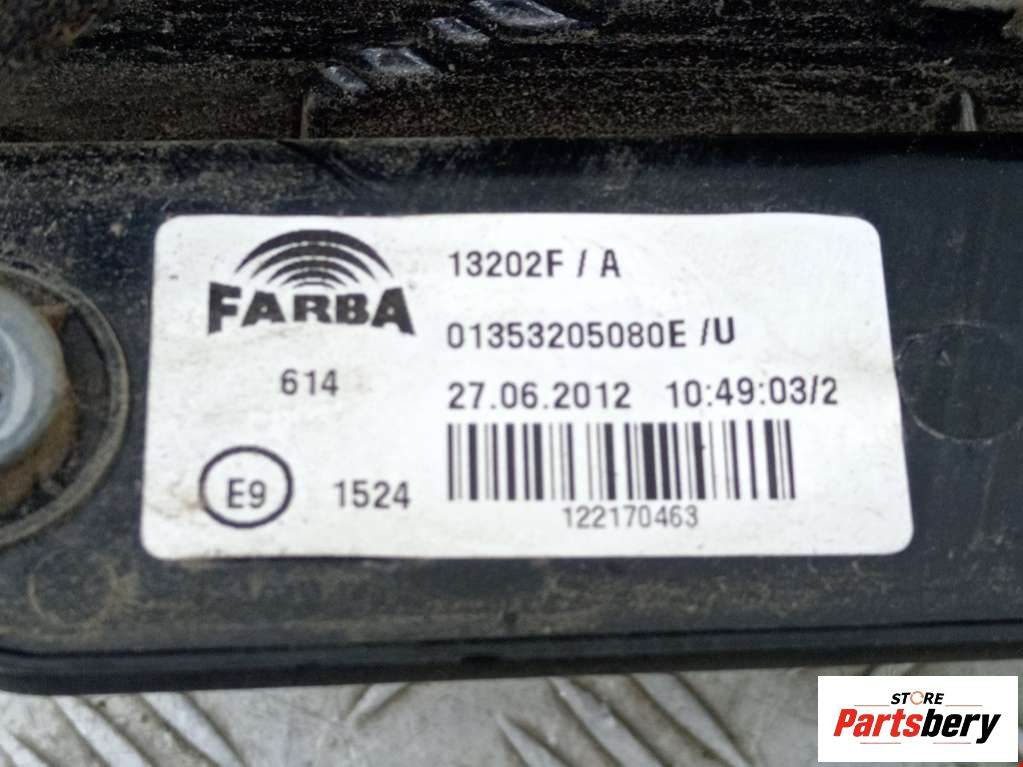 FARBA
13202F / A
01353205080E /U
614
27.06.2012 10:49:03/2
E9
1524
122170463
STORE
Partsbery